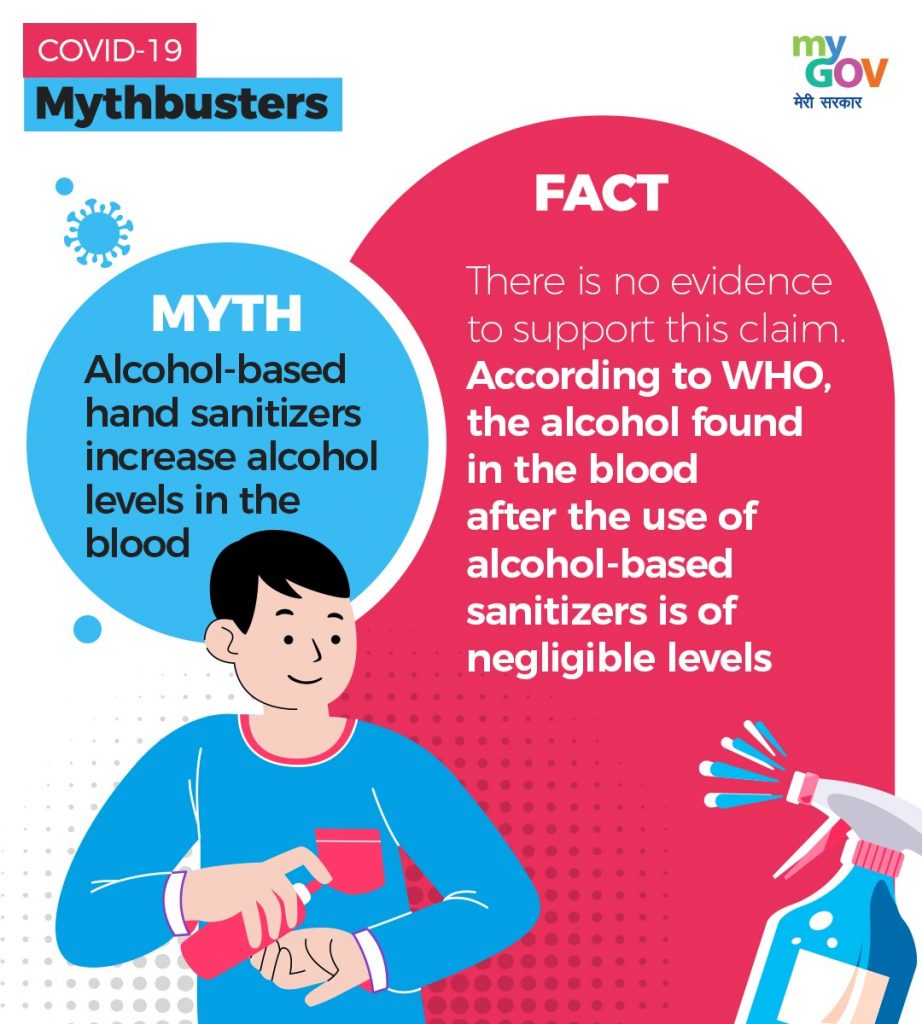 COVID-19
Mythbusters
my
GOV
मेरी सरकार
MYTH
Alcohol-based
hand sanitizers
increase alcohol
levels in the
blood
FACT
There is no evidence
to support this claim.
According to WHO,
the alcohol found
in the blood
after the use of
alcohol-based
sanitizers is of
negligible levels